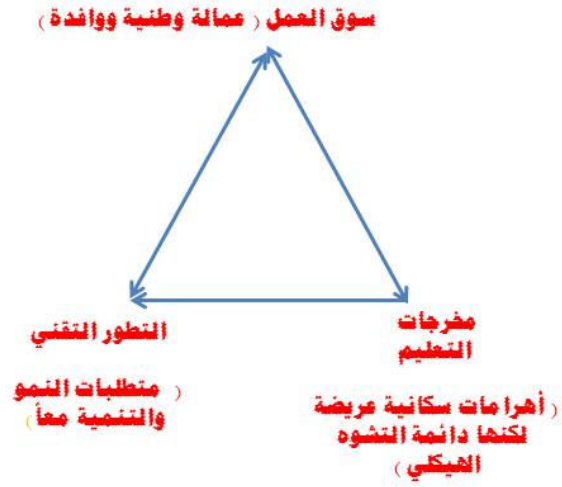 سوق العمل ( عمالة وطنية ووافدة )
مخرجات
التعليم
( أهرامات سكانية عريضة
لكنها دائمة التشوه
الهيكلي )
التطور التقني
( متطلبات النمو
والتنمية معاً )